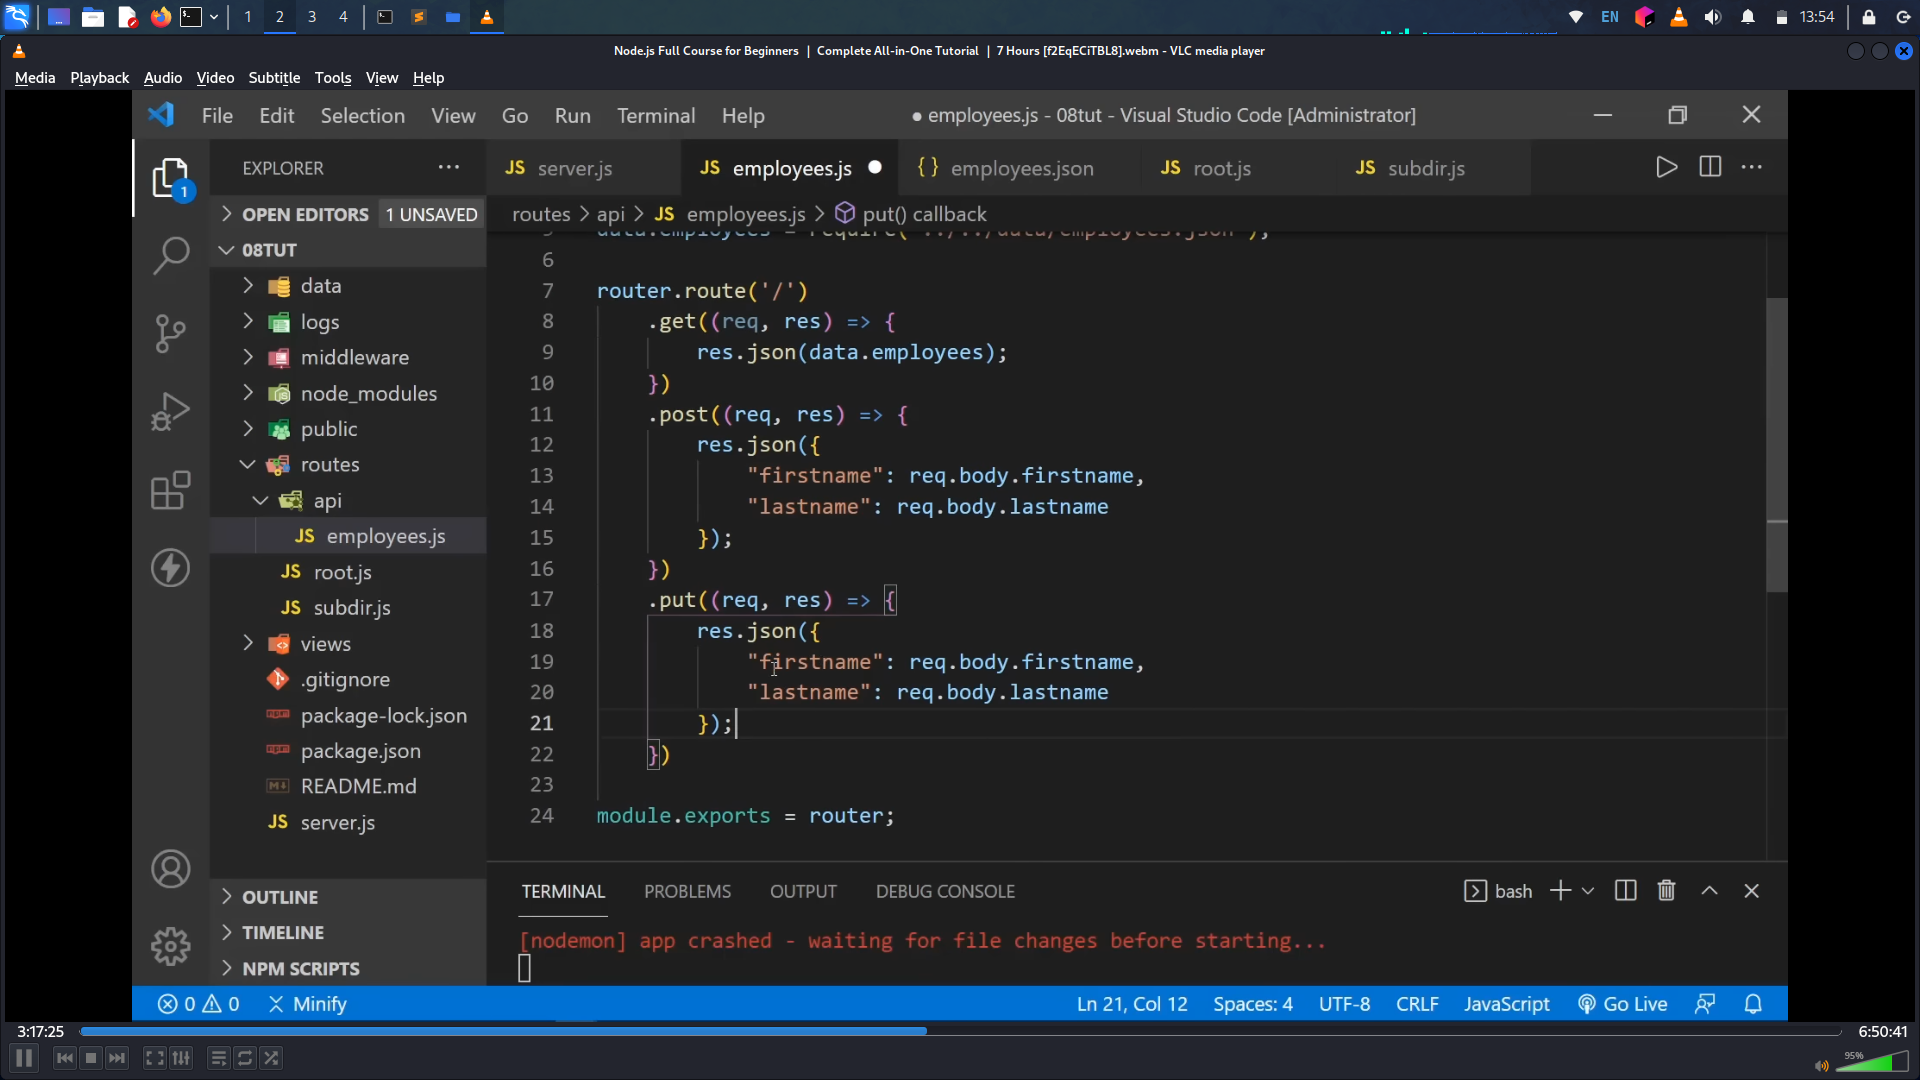 1 2 3 4
EN
13:54
Node.js Full Course for Beginners | Complete All-in-One Tutorial | 7 Hours [f2EqECiTBL8].webm - VLC media player
Media Playback Audio Video Subtitle Tools View Help
File Edit Selection View Go Run Terminal Help
● employees.js - 08tut - Visual Studio Code [Administrator]
EXPLORER ...
JS server.js
JS employees.js ●
{ } employees.json
JS root.js
JS subdir.js
1
OPEN EDITORS 1 UNSAVED
routes > api > JS employees.js > put() callback
08TUT
data
logs
middleware
node_modules
public
routes
api
JS employees.js
JS root.js
JS subdir.js
views
.gitignore
package-lock.json
package.json
README.md
JS server.js
OUTLINE
TIMELINE
NPM SCRIPTS
5 data.employees = require('../../data/employees.json');
6
7 router.route('/')
8 .get((req, res) => {
9 res.json(data.employees);
10 })
11 .post((req, res) => {
12 res.json({
13 "firstname": req.body.firstname,
14 "lastname": req.body.lastname
15 });
16 })
17 .put((req, res) => {
18 res.json({
19 "firstname": req.body.firstname,
20 "lastname": req.body.lastname
21 });
22 })
23
24 module.exports = router;
TERMINAL PROBLEMS OUTPUT DEBUG CONSOLE
bash
[nodemon] app crashed - waiting for file changes before starting...
0 0 Minify
Ln 21, Col 12 Spaces: 4 UTF-8 CRLF JavaScript Go Live
3:17:25
6:50:41
95%